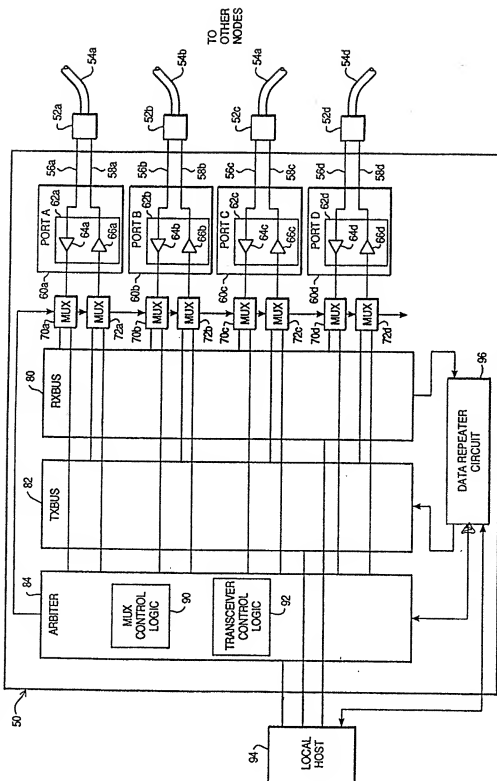 50
84
ARBITER
MUX
CONTROL
LOGIC
90
TRANSCEIVER
CONTROL
LOGIC
92
82
TXBUS
80
RXBUS
94
LOCAL
HOST
96
DATA REPEATER
CIRCUIT
60a
70a
MUX
MUX
72a
PORT A
62a
64a
66a
56a
58a
52a
54a
60b
70b
MUX
MUX
72b
PORT B
62b
64b
66b
56b
58b
52b
54b
60c
70c
MUX
MUX
72c
PORT C
62c
64c
66c
56c
58c
52c
54a
60d
70d
MUX
MUX
72d
PORT D
62d
64d
66d
56d
58d
52d
54d
TO
OTHER
NODES